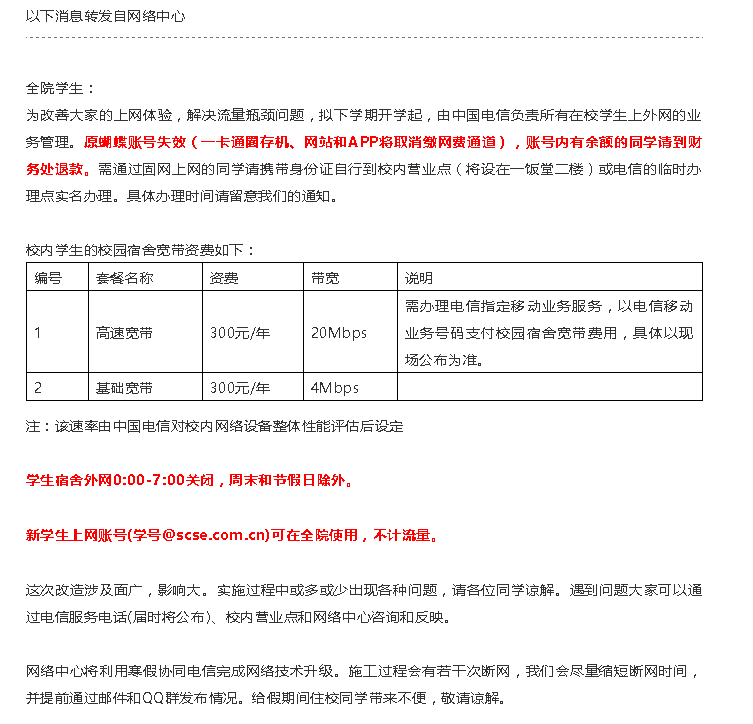 以下消息转发自网络中心
全院学生：
为改善大家的上网体验，解决流量瓶颈问题，拟下学期开学起，由中国电信负责所有在校学生上外网的业
务管理。原蝴蝶账号失效（一卡通圈存机、网站和APP将取消缴网费通道），账号内有余额的同学请到财
务处退款。需通过固网上网的同学请携带身份证自行到校内营业点（将设在一饭堂二楼）或电信的临时办
理点实名办理。具体办理时间请留意我们的通知。
校内学生的校园宿舍宽带资费如下：
编号 套餐名称 资费 带宽 说明
1 高速宽带 300元/年 20Mbps 需办理电信指定移动业务服务，以电信移动
业务号码支付校园宿舍宽带费用，具体以现
场公布为准。
2 基础宽带 300元/年 4Mbps
注：该速率由中国电信对校内网络设备整体性能评估后设定
学生宿舍外网0:00-7:00关闭，周末和节假日除外。
新学生上网账号(学号@scse.com.cn)可在全院使用，不计流量。
这次改造涉及面广，影响大。实施过程中或多或少出现各种问题，请各位同学谅解。遇到问题大家可以通
过电信服务电话(届时将公布)、校内营业点和网络中心咨询和反映。
网络中心将利用寒假协同电信完成网络技术升级。施工过程会有若干次断网，我们会尽量缩短断网时间，
并提前通过邮件和QQ群发布情况。给假期间住校同学带来不便，敬请谅解。